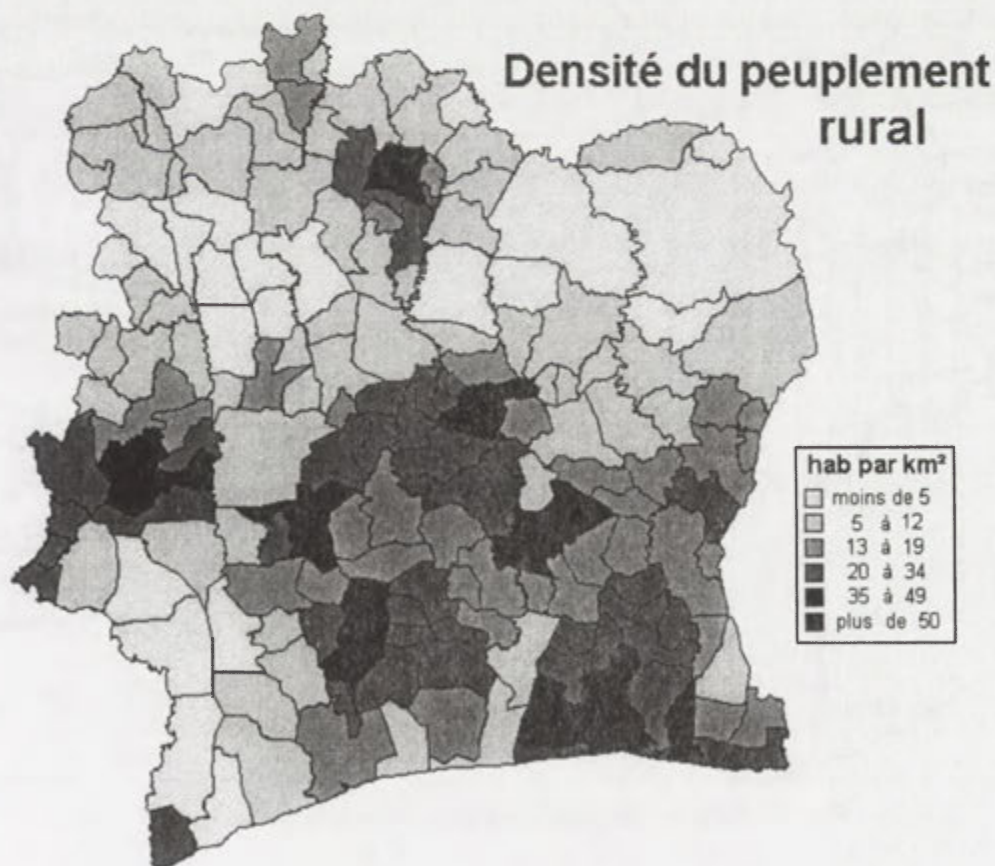 Densité du peuplement
rural
hab par km²
moins de 5
5 à 12
13 à 19
20 à 34
35 à 49
plus de 50